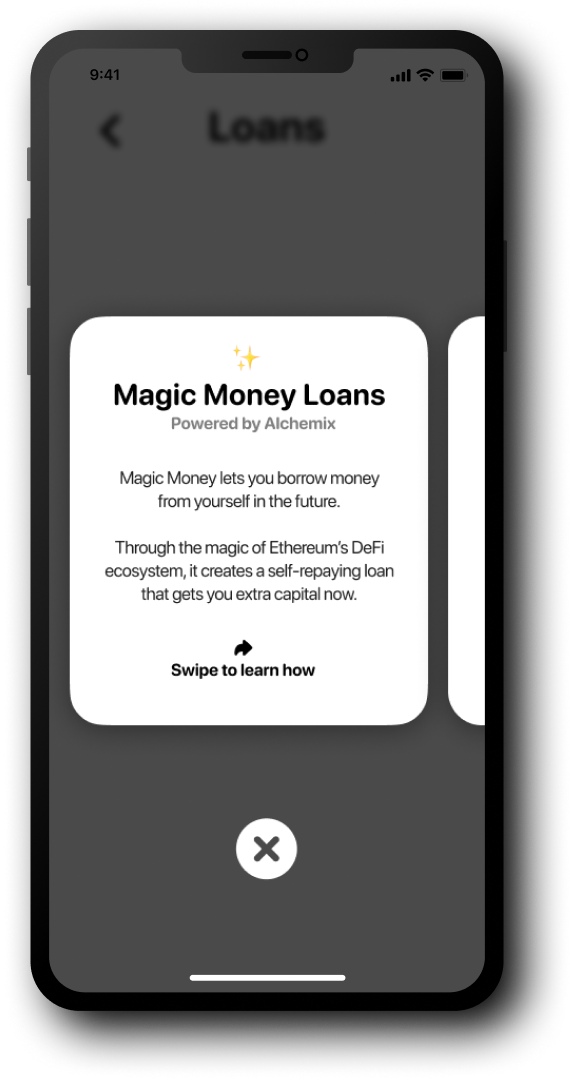 9:41
Loans
Magic Money Loans
Powered by Alchemix
Magic Money lets you borrow money
from yourself in the future.
Through the magic of Ethereum’s DeFi
ecosystem, it creates a self-repaying loan
that gets you extra capital now.
Swipe to learn how